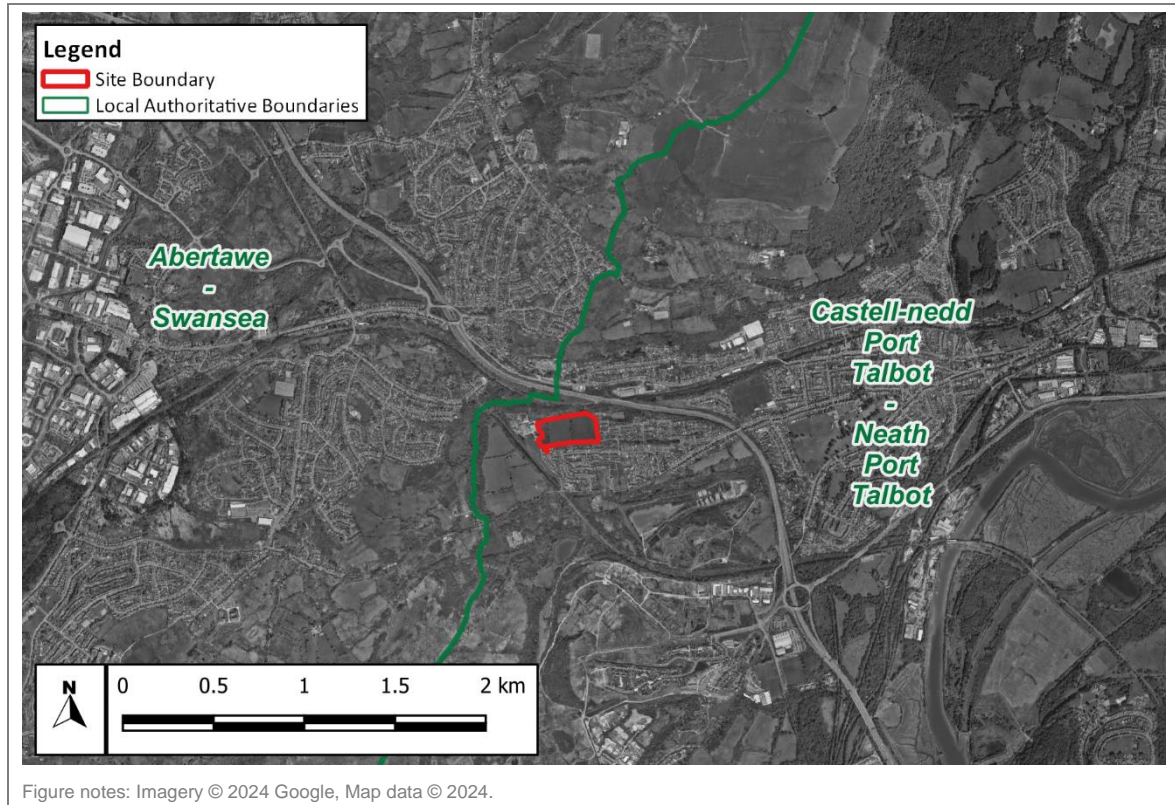 Legend
Site Boundary
Local Authoritative Boundaries
Abertawe
-
Swansea
Castell-nedd
Port
Talbot
-
Neath
Port
Talbot
N
0 0.5 1 1.5 2 km
Figure notes: Imagery © 2024 Google, Map data © 2024.